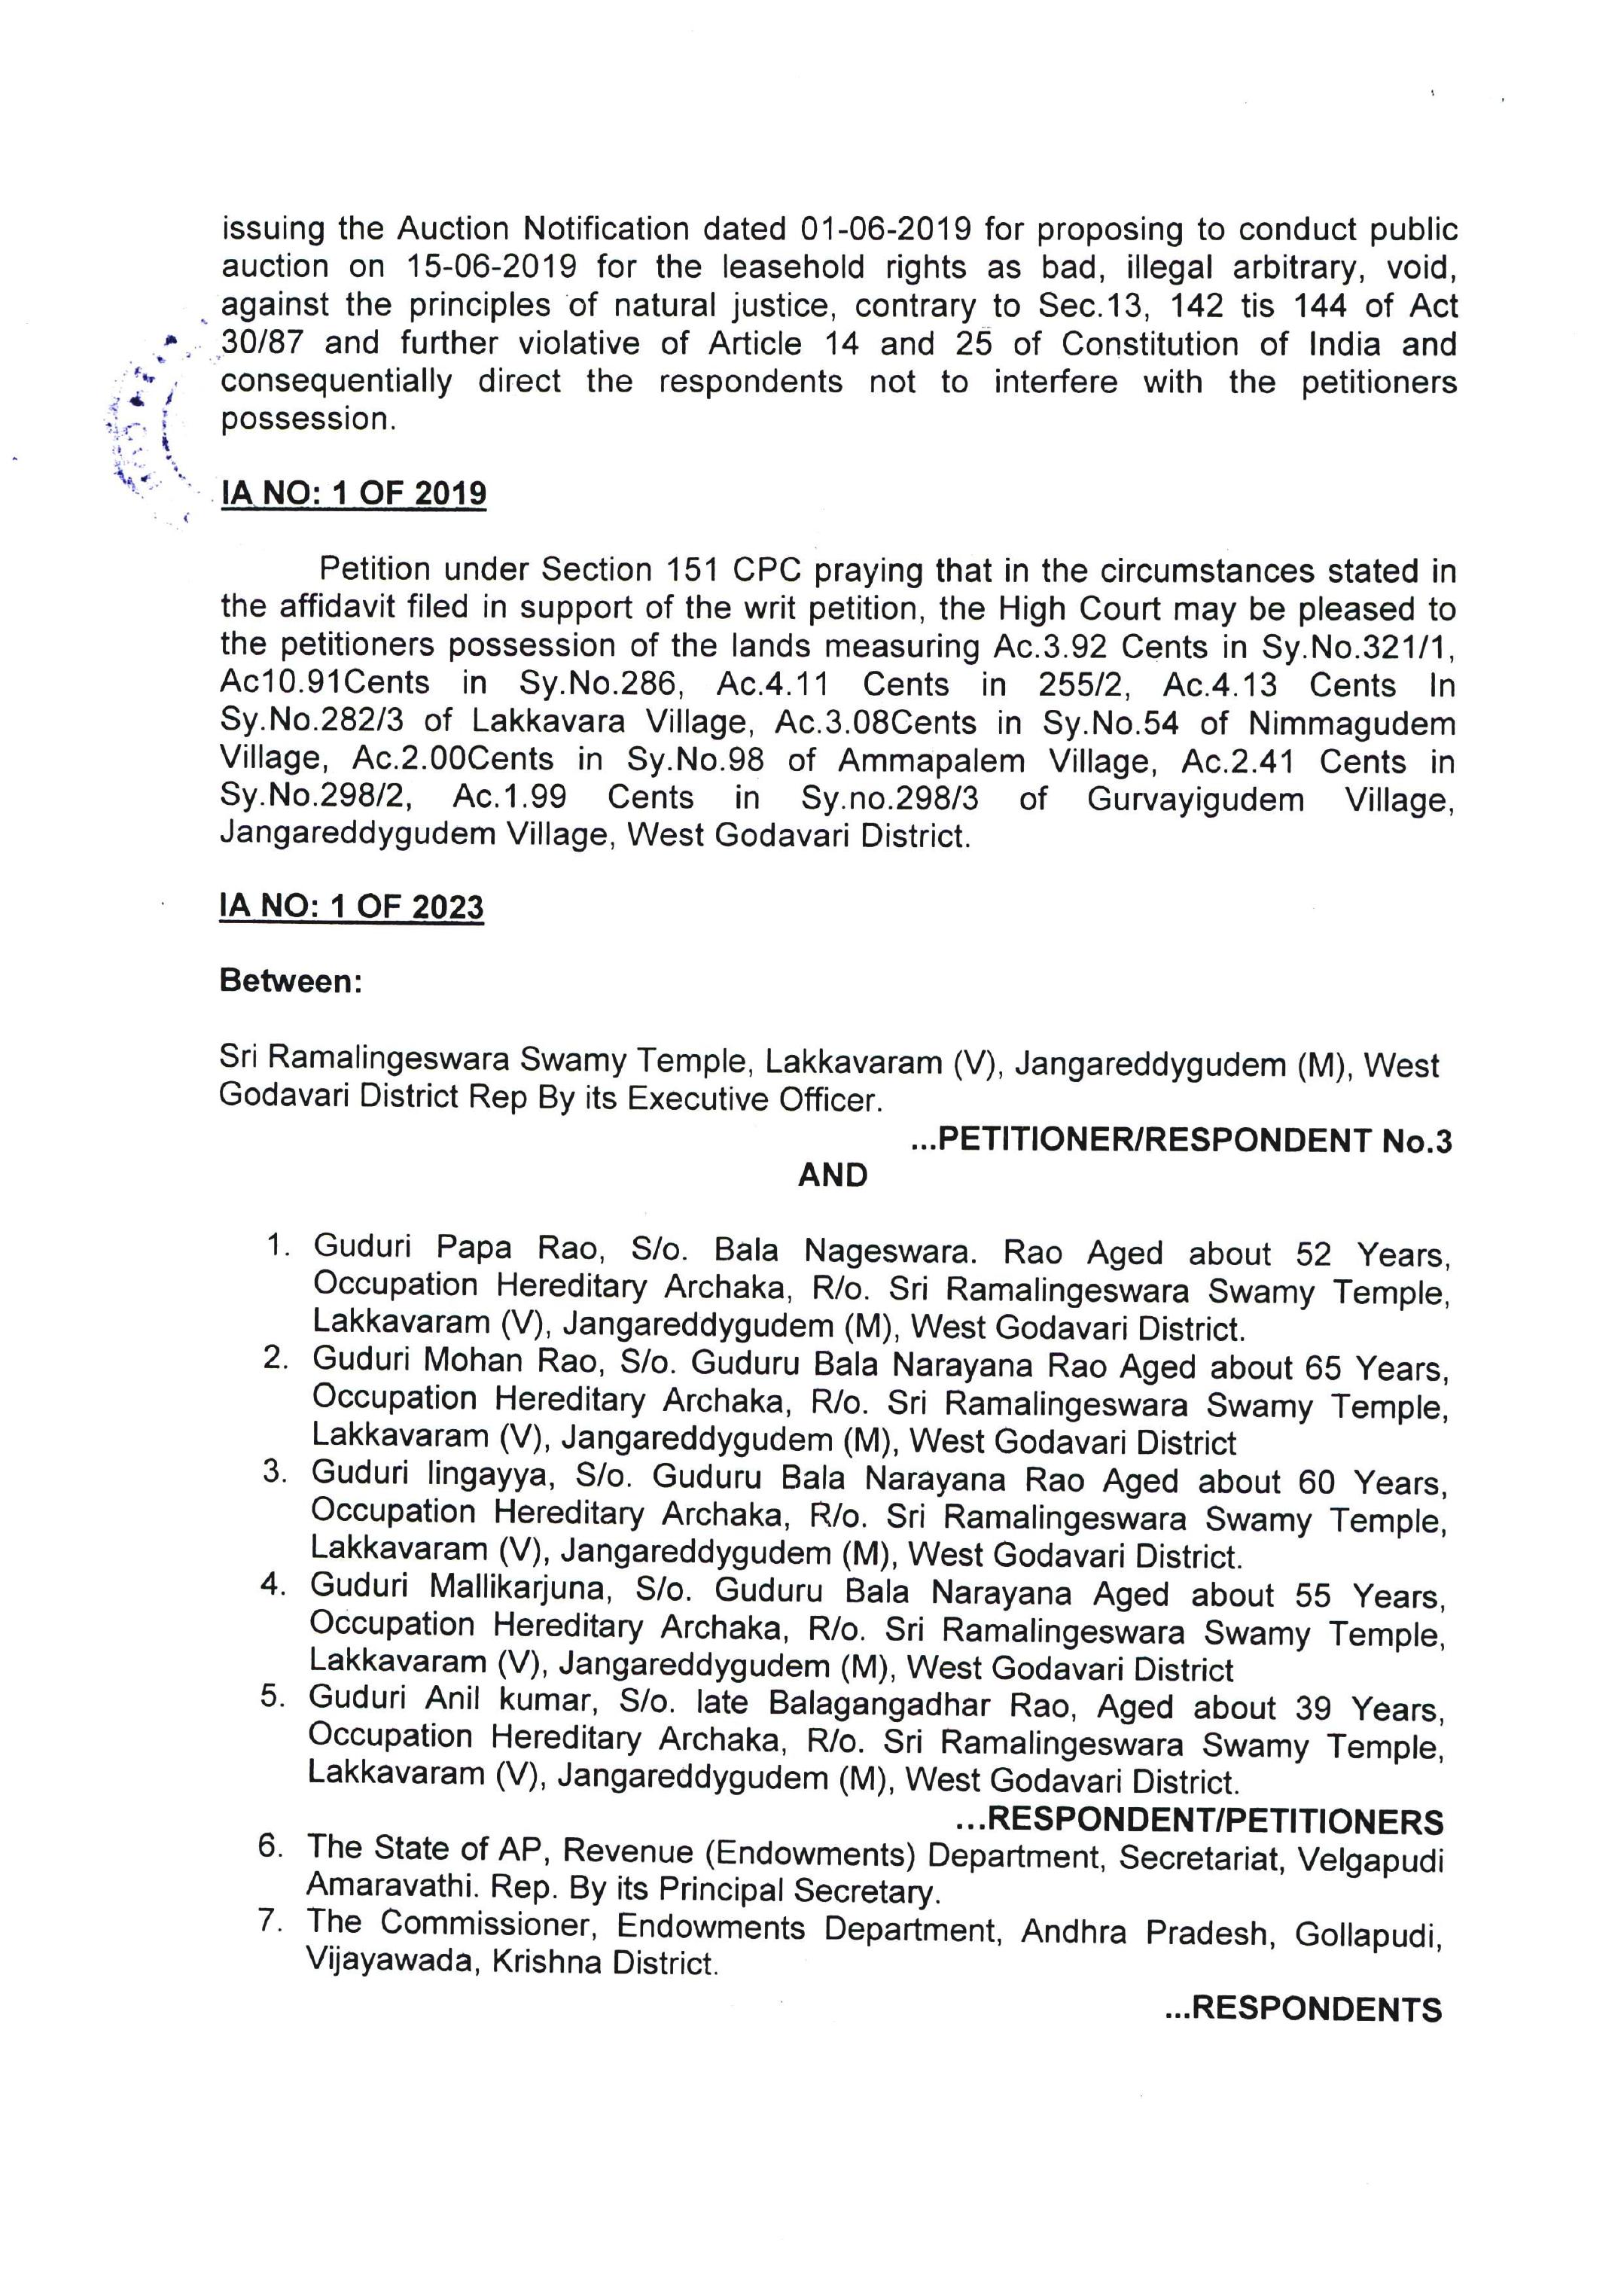 issuing the Auction Notification dated 01-06-2019 for proposing to conduct public
auction on 15-06-2019 for the leasehold rights as bad, illegal arbitrary, void,
against the principles of natural justice, contrary to Sec.13, 142 tis 144 of Act
30/87 and further violative of Article 14 and 25 of Constitution of India and
consequentially direct the respondents not to interfere with the petitioners
possession.
IA NO: 1 OF 2019
Petition under Section 151 CPC praying that in the circumstances stated in
the affidavit filed in support of the writ petition, the High Court may be pleased to
the petitioners possession of the lands measuring Ac.3.92 Cents in Sy.No.321/1,
Ac10.91Cents in Sy.No.286, Ac.4.11 Cents in 255/2, Ac.4.13 Cents In
Sy.No.282/3 of Lakkavara Village, Ac.3.08Cents in Sy.No.54 of Nimmagudem
Village, Ac.2.00Cents in Sy.No.98 of Ammapalem Village, Ac.2.41 Cents in
Sy.No.298/2, Ac.1.99 Cents in Sy.no.298/3 of Gurvayigudem Village,
Jangareddygudem Village, West Godavari District.
IA NO: 1 OF 2023
Between:
Sri Ramalingeswara Swamy Temple, Lakkavaram (V), Jangareddygudem (M), West
Godavari District Rep By its Executive Officer.
...PETITIONER/RESPONDENT No.3
AND
1. Guduri Papa Rao, S/o. Bala Nageswara. Rao Aged about 52 Years,
Occupation Hereditary Archaka, R/o. Sri Ramalingeswara Swamy Temple,
Lakkavaram (V), Jangareddygudem (M), West Godavari District.
2. Guduri Mohan Rao, S/o. Guduru Bala Narayana Rao Aged about 65 Years,
Occupation Hereditary Archaka, R/o. Sri Ramalingeswara Swamy Temple,
Lakkavaram (V), Jangareddygudem (M), West Godavari District
3. Guduri lingayya, S/o. Guduru Bala Narayana Rao Aged about 60 Years,
Occupation Hereditary Archaka, R/o. Sri Ramalingeswara Swamy Temple,
Lakkavaram (V), Jangareddygudem (M), West Godavari District.
4. Guduri Mallikarjuna, S/o. Guduru Bala Narayana Aged about 55 Years,
Occupation Hereditary Archaka, R/o. Sri Ramalingeswara Swamy Temple,
Lakkavaram (V), Jangareddygudem (M), West Godavari District
5. Guduri Anil kumar, S/o. late Balagangadhar Rao, Aged about 39 Years,
Occupation Hereditary Archaka, R/o. Sri Ramalingeswara Swamy Temple,
Lakkavaram (V), Jangareddygudem (M), West Godavari District.
...RESPONDENT/PETITIONERS
6. The State of AP, Revenue (Endowments) Department, Secretariat, Velgapudi
Amaravathi. Rep. By its Principal Secretary.
7. The Commissioner, Endowments Department, Andhra Pradesh, Gollapudi,
Vijayawada, Krishna District.
...RESPONDENTS